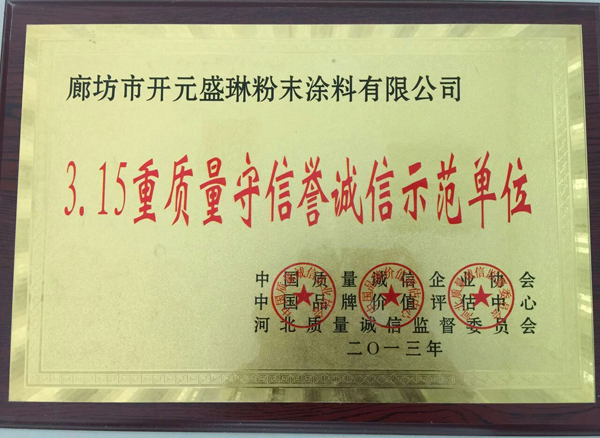 廊坊市开元盛琳粉末涂料有限公司
3.15重质量守信誉诚信示范单位
中国质量诚信企业协会
中国品牌价值评估中心
河北质量诚信监督委员会
二〇一三年